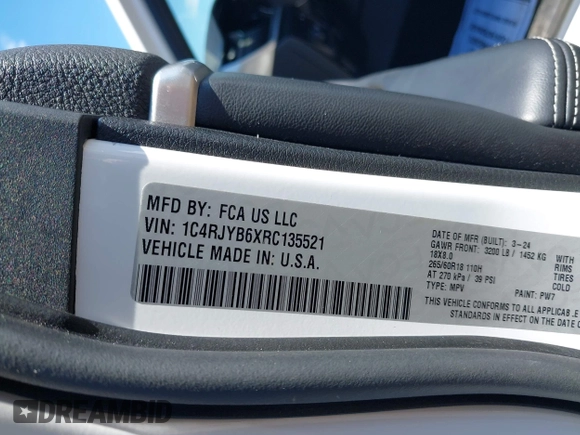 MFD BY: FCA US LLC
VIN: 1C4RJYB6XRC135521
VEHICLE MADE IN: U.S.A.
DATE OF MFR (BUILT): 3-24
GAWR FRONT: 3200 LB / 1452 KG WITH
18X8.0 RIMS
265/60R18 110H TIRES
AT 270 kPa / 39 PSI COLD
TYPE: MPV PAINT: PW7
THIS VEHICLE CONFORMS TO ALL APPLICABLE
STANDARDS IN EFFECT ON THE DATE O
DREAMBID